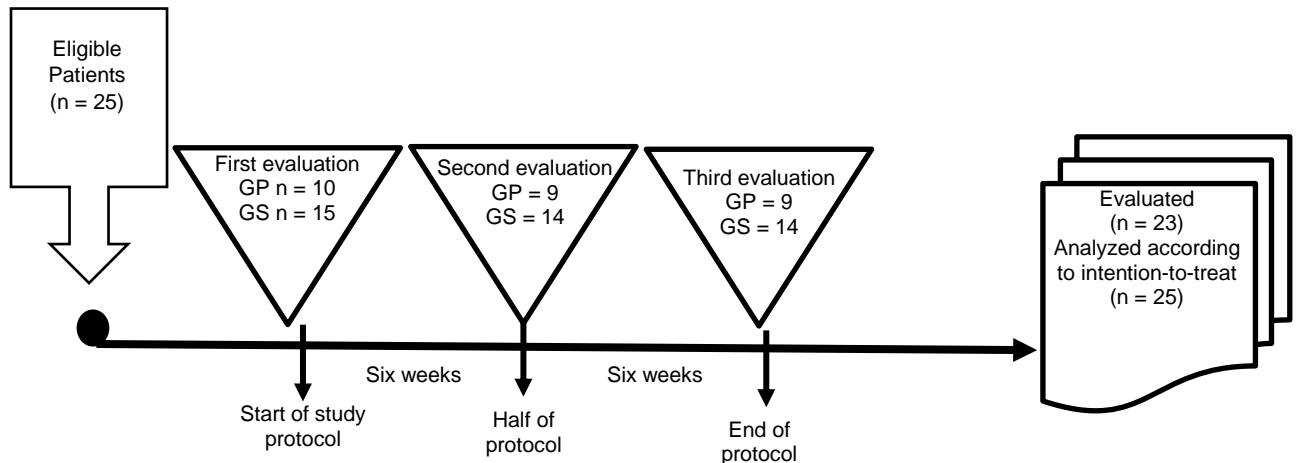 Eligible
Patients
(n = 25)
First evaluation
GP n = 10
GS n = 15
Second evaluation
GP = 9
GS = 14
Third evaluation
GP = 9
GS = 14
Evaluated
(n = 23)
Analyzed according
to intention-to-treat
(n = 25)
Six weeks
Six weeks
Start of study
protocol
Half of
protocol
End of
protocol